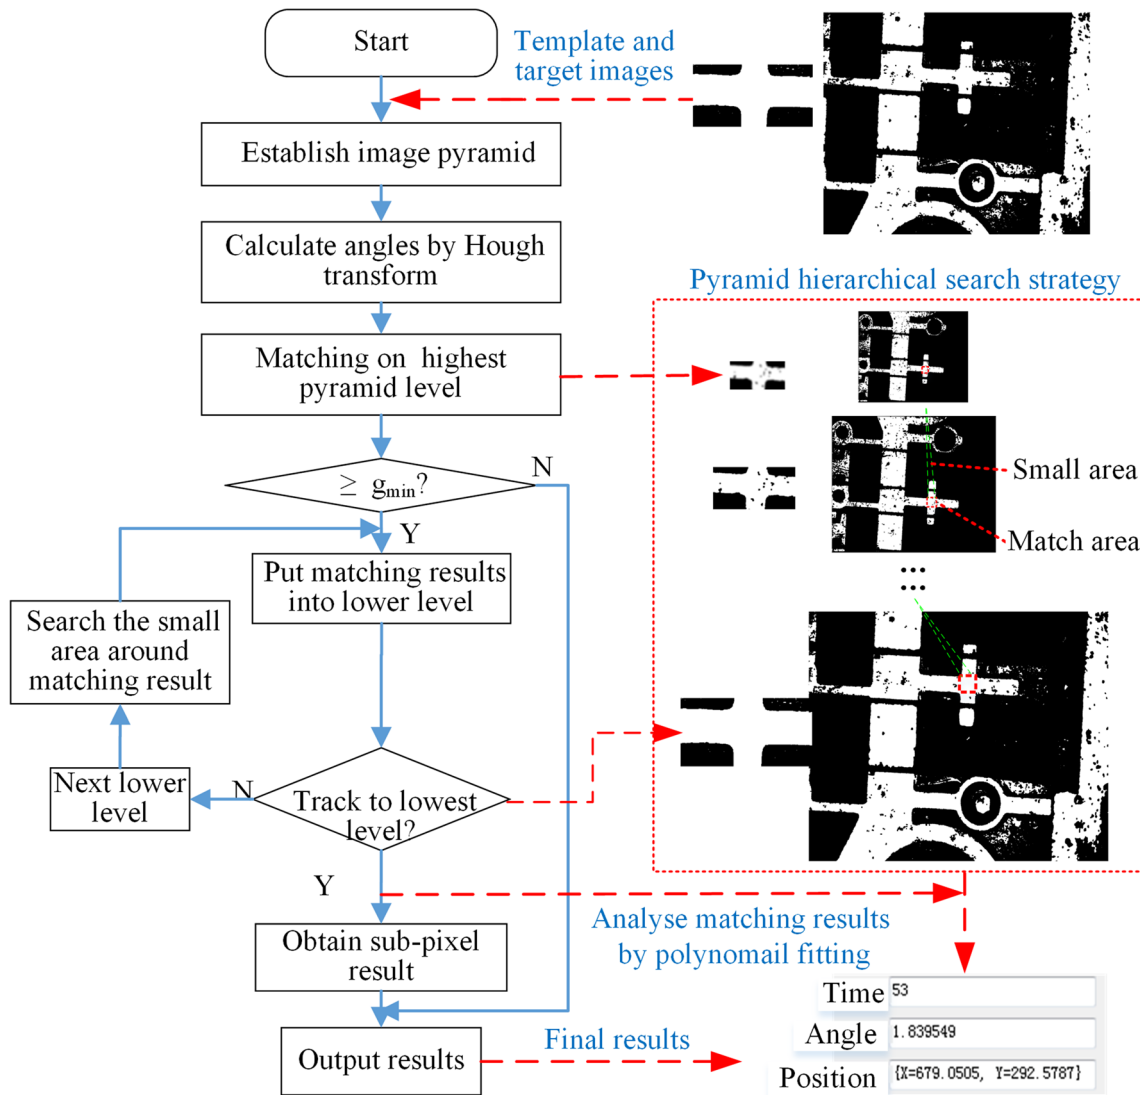 Start
Template and
target images
Establish image pyramid
Calculate angles by Hough
transform
Pyramid hierarchical search strategy
Matching on highest
pyramid level
N
≥ gmin?
Small area
Y
Match area
Put matching results
into lower level
Search the small
area around
matching result
Next lower
level
N
Track to lowest
level?
Y
Analyse matching results
by polynomail fitting
Obtain sub-pixel
result
Time 53
Angle 1.839549
Final results
Output results
Position {X=679.0505, Y=292.5787}